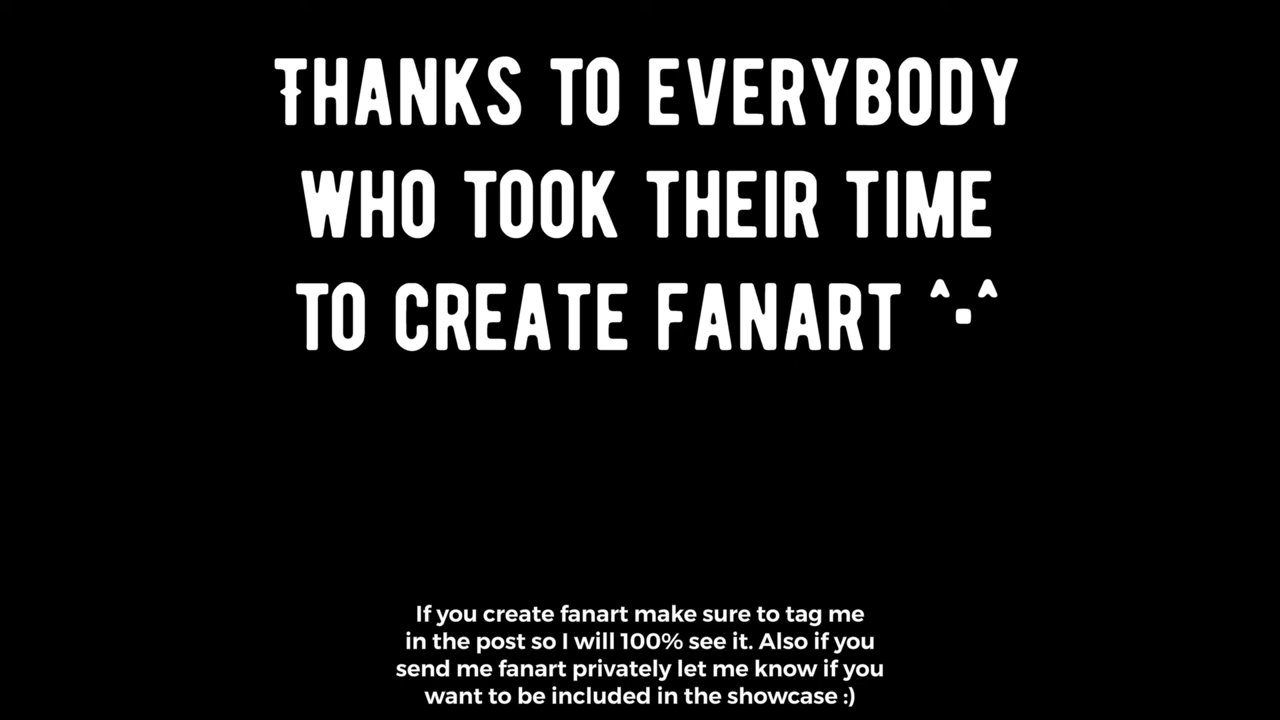 THANKS TO EVERYBODY
WHO TOOK THEIR TIME
TO CREATE FANART ^·^
If you create fanart make sure to tag me
in the post so I will 100% see it. Also if you
send me fanart privately let me know if you
want to be included in the showcase :)